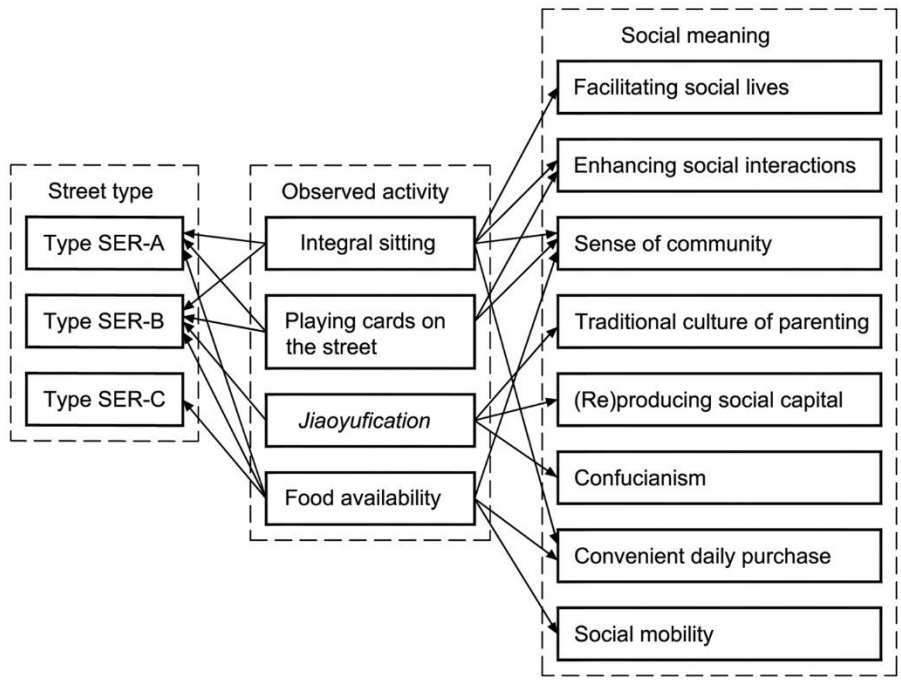 Street type
Type SER-A
Type SER-B
Type SER-C
Observed activity
Integral sitting
Playing cards on
the street
Jiaoyufication
Food availability
Social meaning
Facilitating social lives
Enhancing social interactions
Sense of community
Traditional culture of parenting
(Re)producing social capital
Confucianism
Convenient daily purchase
Social mobility